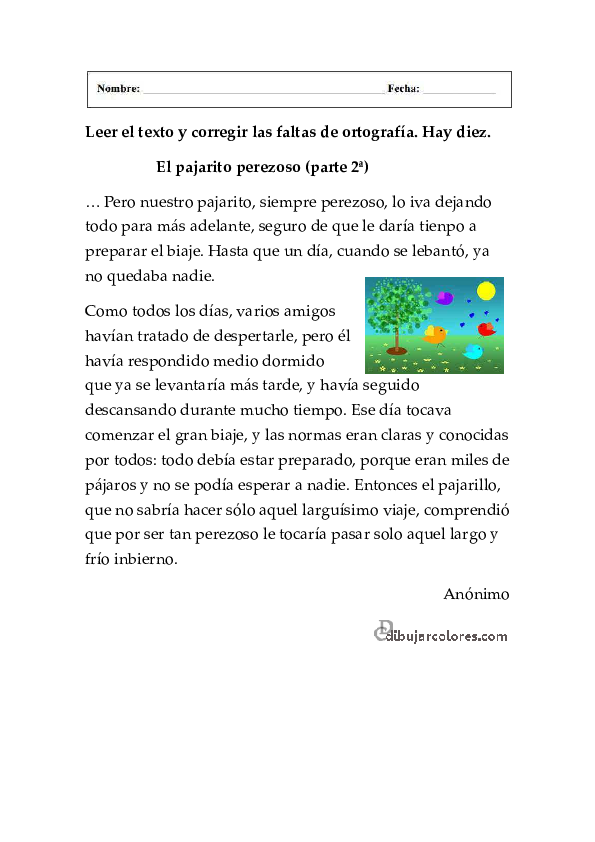 Nombre: Fecha:
Leer el texto y corregir las faltas de ortografía. Hay diez.
El pajarito perezoso (parte 2ª)
… Pero nuestro pajarito, siempre perezoso, lo iva dejando
todo para más adelante, seguro de que le daría tienpo a
preparar el biaje. Hasta que un día, cuando se lebantó, ya
no quedaba nadie.
Como todos los días, varios amigos
havían tratado de despertarle, pero él
havía respondido medio dormido
que ya se levantaría más tarde, y havía seguido
descansando durante mucho tiempo. Ese día tocava
comenzar el gran biaje, y las normas eran claras y conocidas
por todos: todo debía estar preparado, porque eran miles de
pájaros y no se podía esperar a nadie. Entonces el pajarillo,
que no sabría hacer sólo aquel larguísimo viaje, comprendió
que por ser tan perezoso le tocaría pasar solo aquel largo y
frío inbierno.
Anónimo
dibujarcolores.com